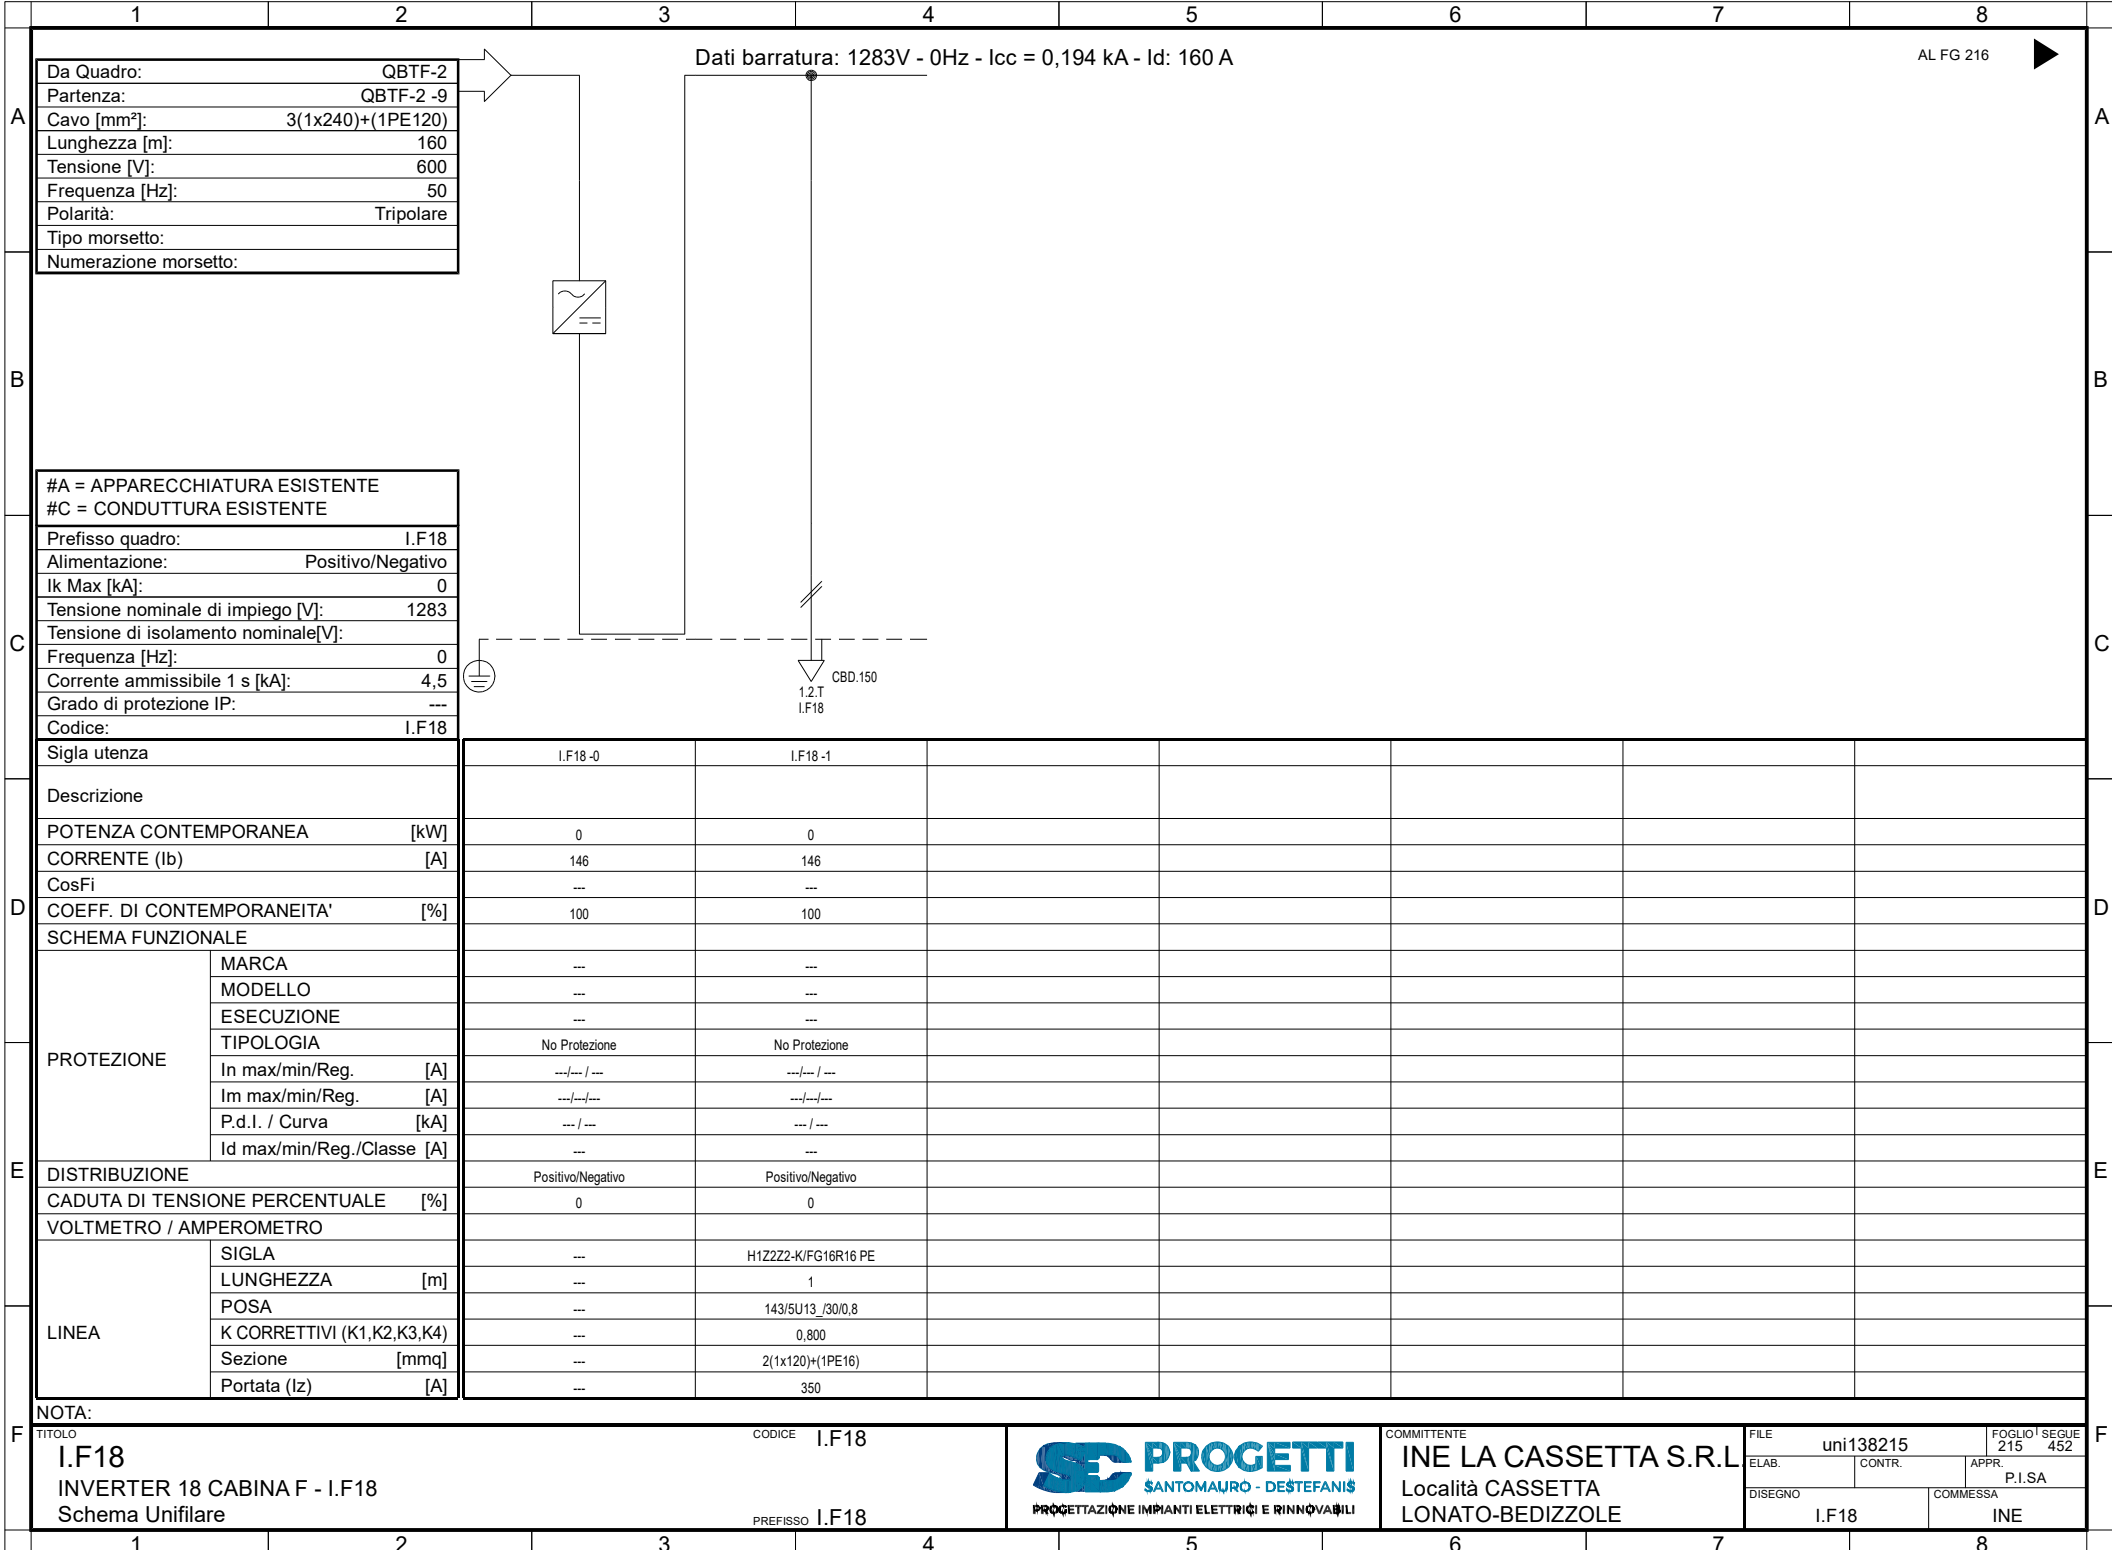 1 2 3 4 5 6 7 8
Dati barratura: 1283V - 0Hz - Icc = 0,194 kA - Id: 160 A
AL FG 216
Da Quadro: QBTF-2
Partenza: QBTF-2 -9
Cavo [mm²]: 3(1x240)+(1PE120)
Lunghezza [m]: 160
Tensione [V]: 600
Frequenza [Hz]: 50
Polarità: Tripolare
Tipo morsetto:
Numerazione morsetto:
A A
B B
#A = APPARECCHIATURA ESISTENTE
#C = CONDUTTURA ESISTENTE
Prefisso quadro: I.F18
Alimentazione: Positivo/Negativo
Ik Max [kA]: 0
Tensione nominale di impiego [V]: 1283
Tensione di isolamento nominale[V]:
Frequenza [Hz]: 0
Corrente ammissibile 1 s [kA]: 4,5
Grado di protezione IP: ---
Codice: I.F18
C C
CBD.150
1.2.T
I.F18
Sigla utenza I.F18 -0 I.F18 -1
Descrizione
POTENZA CONTEMPORANEA [kW] 0 0
CORRENTE (Ib) [A] 146 146
CosFi --- ---
D D
COEFF. DI CONTEMPORANEITA' [%] 100 100
SCHEMA FUNZIONALE
PROTEZIONE
MARCA --- ---
MODELLO --- ---
ESECUZIONE --- ---
TIPOLOGIA No Protezione No Protezione
In max/min/Reg. [A] ---/--- / --- ---/--- / ---
Im max/min/Reg. [A] ---/---/--- ---/---/---
P.d.I. / Curva [kA] --- / --- --- / ---
Id max/min/Reg./Classe [A] --- ---
E E
DISTRIBUZIONE Positivo/Negativo Positivo/Negativo
CADUTA DI TENSIONE PERCENTUALE [%] 0 0
VOLTMETRO / AMPEROMETRO
LINEA
SIGLA --- H1Z2Z2-K/FG16R16 PE
LUNGHEZZA [m] --- 1
POSA --- 143/5U13_/30/0,8
K CORRETTIVI (K1,K2,K3,K4) --- 0,800
Sezione [mmq] --- 2(1x120)+(1PE16)
Portata (Iz) [A] --- 350
NOTA:
F F
TITOLO
I.F18
INVERTER 18 CABINA F - I.F18
Schema Unifilare
CODICE I.F18
PREFISSO I.F18
SD PROGETTI
SANTOMAURO - DESTEFANIS
PROGETTAZIONE IMPIANTI ELETTRICI E RINNOVABILI
COMMITTENTE
INE LA CASSETTA S.R.L.
Località CASSETTA
LONATO-BEDIZZOLE
FILE uni138215
FOGLIO 215 SEGUE 452
ELAB. CONTR. APPR. P.I.SA
DISEGNO I.F18
COMMESSA INE
1 2 3 4 5 6 7 8